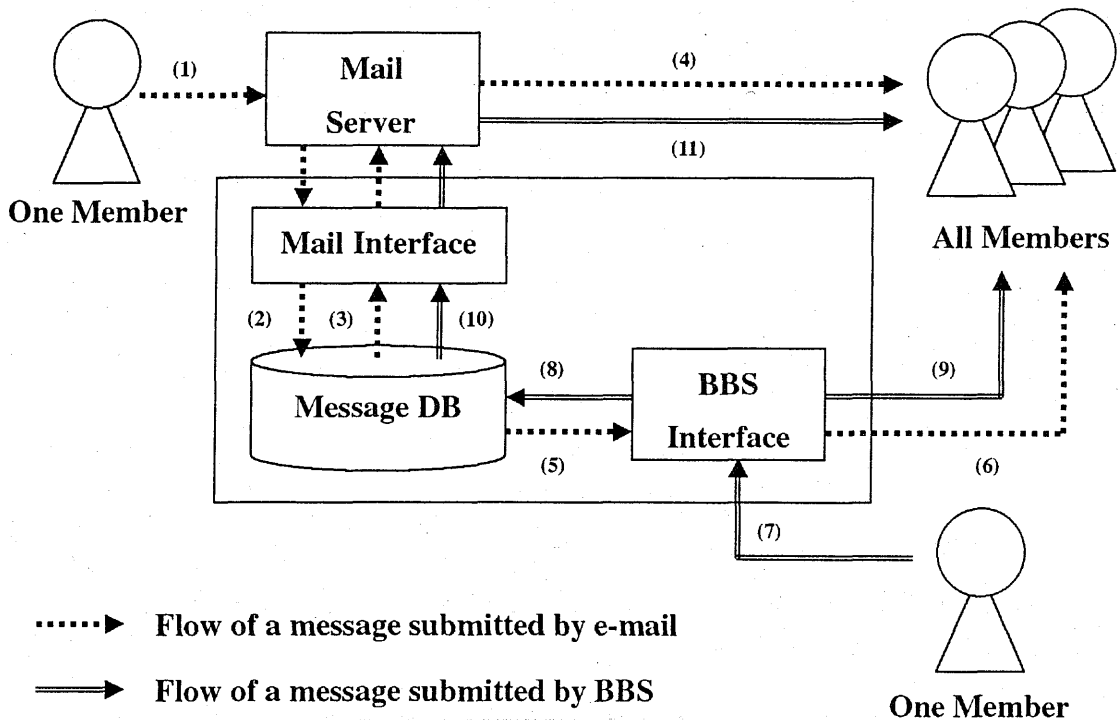 (1)
Mail
Server
(4)
(11)
One Member
All Members
Mail Interface
(2)
(3)
(10)
Message DB
(8)
(5)
BBS
Interface
(9)
(6)
(7)
Flow of a message submitted by e-mail
Flow of a message submitted by BBS
One Member